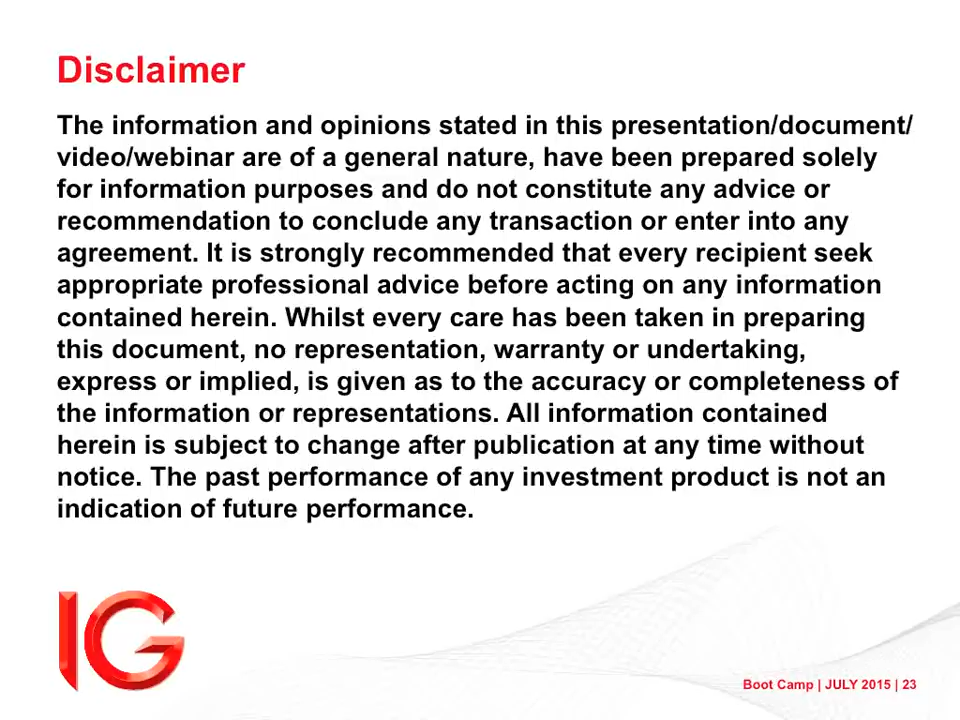 Disclaimer
The information and opinions stated in this presentation/document/
video/webinar are of a general nature, have been prepared solely
for information purposes and do not constitute any advice or
recommendation to conclude any transaction or enter into any
agreement. It is strongly recommended that every recipient seek
appropriate professional advice before acting on any information
contained herein. Whilst every care has been taken in preparing
this document, no representation, warranty or undertaking,
express or implied, is given as to the accuracy or completeness of
the information or representations. All information contained
herein is subject to change after publication at any time without
notice. The past performance of any investment product is not an
indication of future performance.
IG
Boot Camp | JULY 2015 | 23